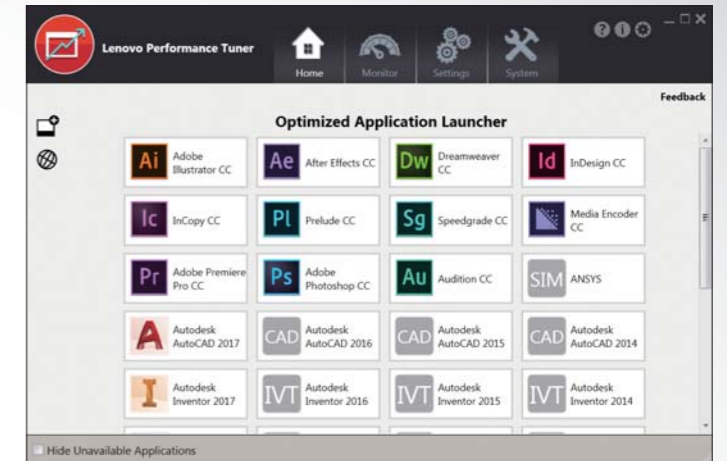 Lenovo Performance Tuner
Home
Monitor
Settings
System
Feedback
Optimized Application Launcher
Ai
Adobe
Illustrator CC
Ae
After Effects CC
Dw
Dreamweaver
CC
Id
InDesign CC
Ic
InCopy CC
Pl
Prelude CC
Sg
Speedgrade CC
Media Encoder
CC
Pr
Adobe Premiere
Pro CC
Ps
Adobe
Photoshop CC
Au
Audition CC
SIM
ANSYS
Autodesk
AutoCAD 2017
CAD
Autodesk
AutoCAD 2016
CAD
Autodesk
AutoCAD 2015
CAD
Autodesk
AutoCAD 2014
Autodesk
Inventor 2017
IVT
Autodesk
Inventor 2016
IVT
Autodesk
Inventor 2015
IVT
Autodesk
Inventor 2014
Hide Unavailable Applications